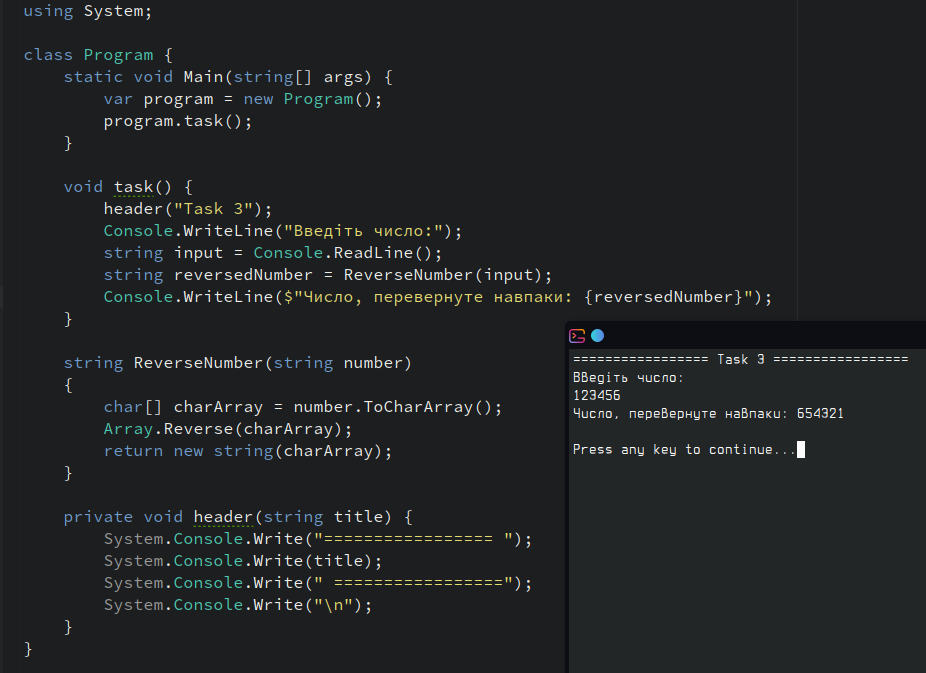 using System;
class Program {
static void Main(string[] args) {
var program = new Program();
program.task();
}
void task() {
header("Task 3");
Console.WriteLine("Введіть число:");
string input = Console.ReadLine();
string reversedNumber = ReverseNumber(input);
Console.WriteLine($"Число, перевернуте навпаки: {reversedNumber}");
}
string ReverseNumber(string number)
{
char[] charArray = number.ToCharArray();
Array.Reverse(charArray);
return new string(charArray);
}
private void header(string title) {
System.Console.Write("================= ");
System.Console.Write(title);
System.Console.Write(" =================");
System.Console.Write("\n");
}
}
================= Task 3 =================
Введіть число:
123456
Число, перевернуте навпаки: 654321
Press any key to continue...